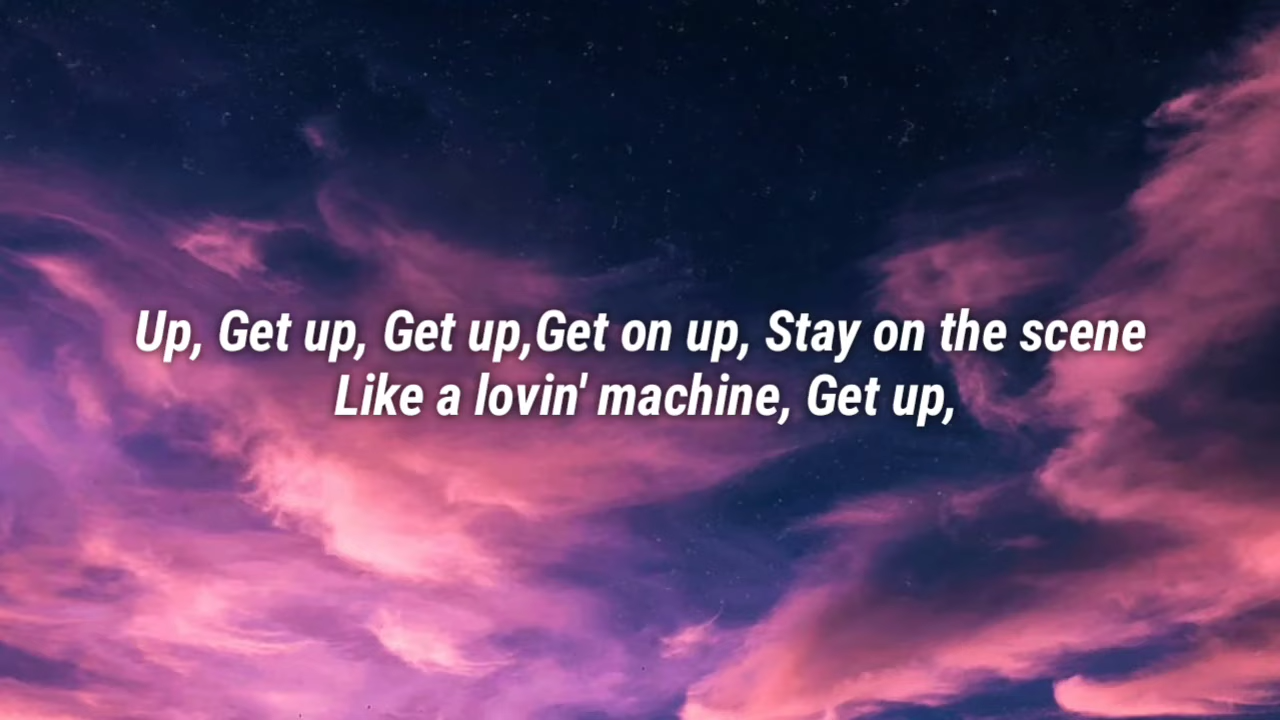 Up, Get up, Get up,Get on up, Stay on the scene
Like a lovin' machine, Get up,